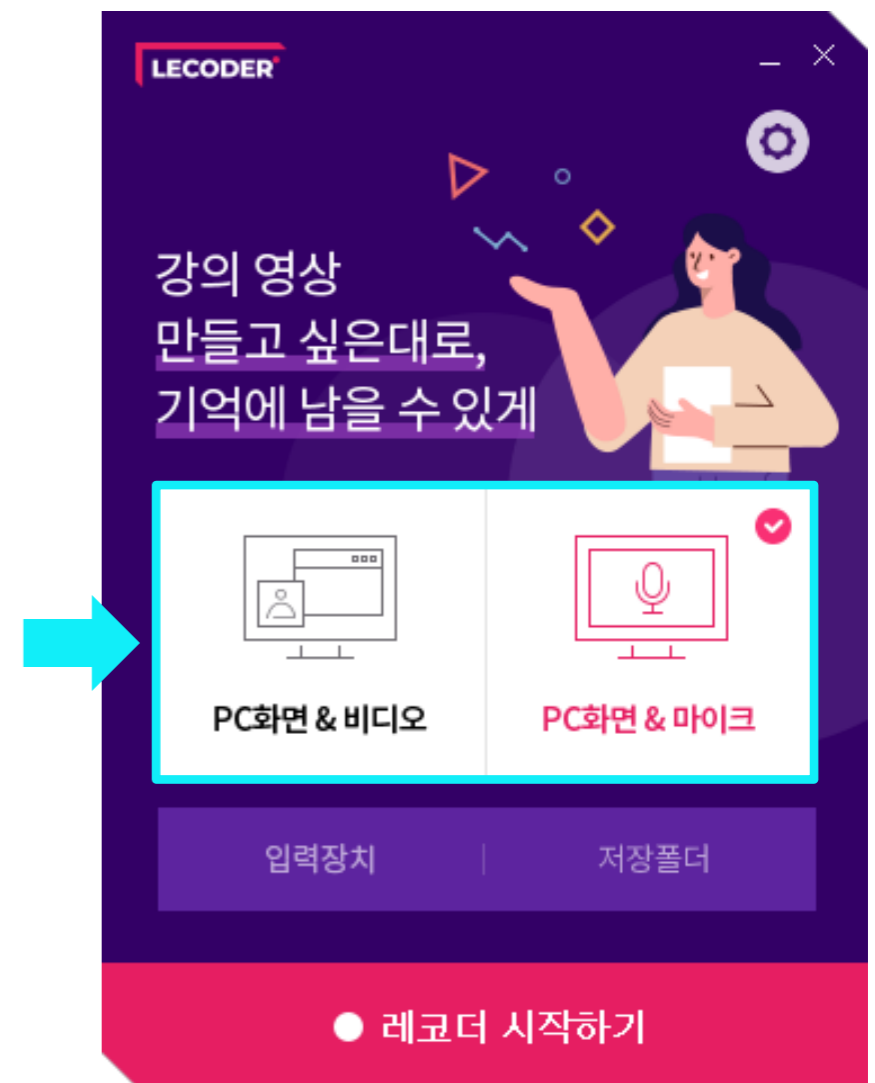 LECODER
강의 영상
만들고 싶은대로,
기억에 남을 수 있게
PC화면 & 비디오
PC화면 & 마이크
입력장치
저장폴더
레코더 시작하기